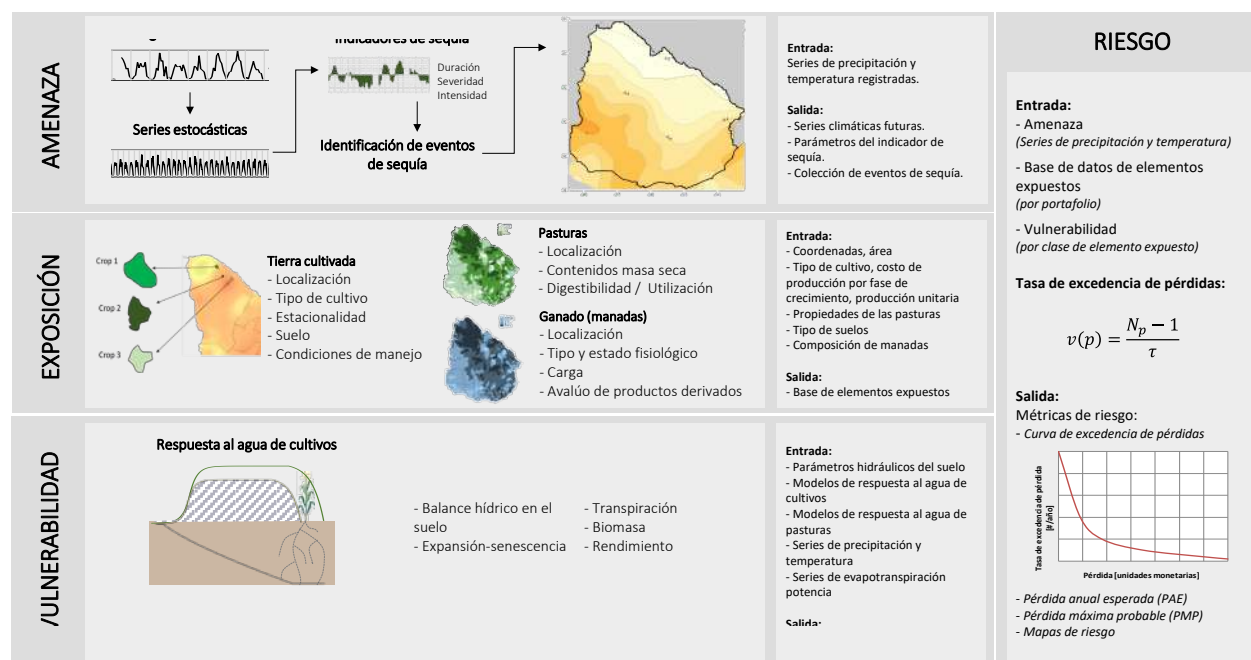 AMENAZA
Indicadores de sequía
Duración
Severidad
Intensidad
Series estocásticas
Identificación de eventos
de sequía
Entrada:
Series de precipitación y
temperatura registradas.
Salida:
- Series climáticas futuras.
- Parámetros del indicador de
sequía.
- Colección de eventos de sequía.
EXPOSICIÓN
Crop 1
Crop 2
Crop 3
Tierra cultivada
- Localización
- Tipo de cultivo
- Estacionalidad
- Suelo
- Condiciones de manejo
Pasturas
- Localización
- Contenidos masa seca
- Digestibilidad / Utilización
Ganado (manadas)
- Localización
- Tipo y estado fisiológico
- Carga
- Avalúo de productos derivados
Entrada:
- Coordenadas, área
- Tipo de cultivo, costo de
producción por fase de
crecimiento, producción unitaria
- Propiedades de las pasturas
- Tipo de suelos
- Composición de manadas
Salida:
- Base de elementos expuestos
VULNERABILIDAD
Respuesta al agua de cultivos
- Balance hídrico en el
suelo
- Expansión-senescencia
- Transpiración
- Biomasa
- Rendimiento
Entrada:
- Parámetros hidráulicos del suelo
- Modelos de respuesta al agua de
cultivos
- Modelos de respuesta al agua de
pasturas
- Series de precipitación y
temperatura
- Series de evapotranspiración
potencia
Salida:
RIESGO
Entrada:
- Amenaza
(Series de precipitación y temperatura)
- Base de datos de elementos
expuestos
(por portafolio)
- Vulnerabilidad
(por clase de elemento expuesto)
Tasa de excedencia de pérdidas:
v(p) = (N_p − 1) / τ
Salida:
Métricas de riesgo:
- Curva de excedencia de pérdidas
Tasa de excedencia de pérdida
[#/año]
Pérdida [unidades monetarias]
- Pérdida anual esperada (PAE)
- Pérdida máxima probable (PMP)
- Mapas de riesgo